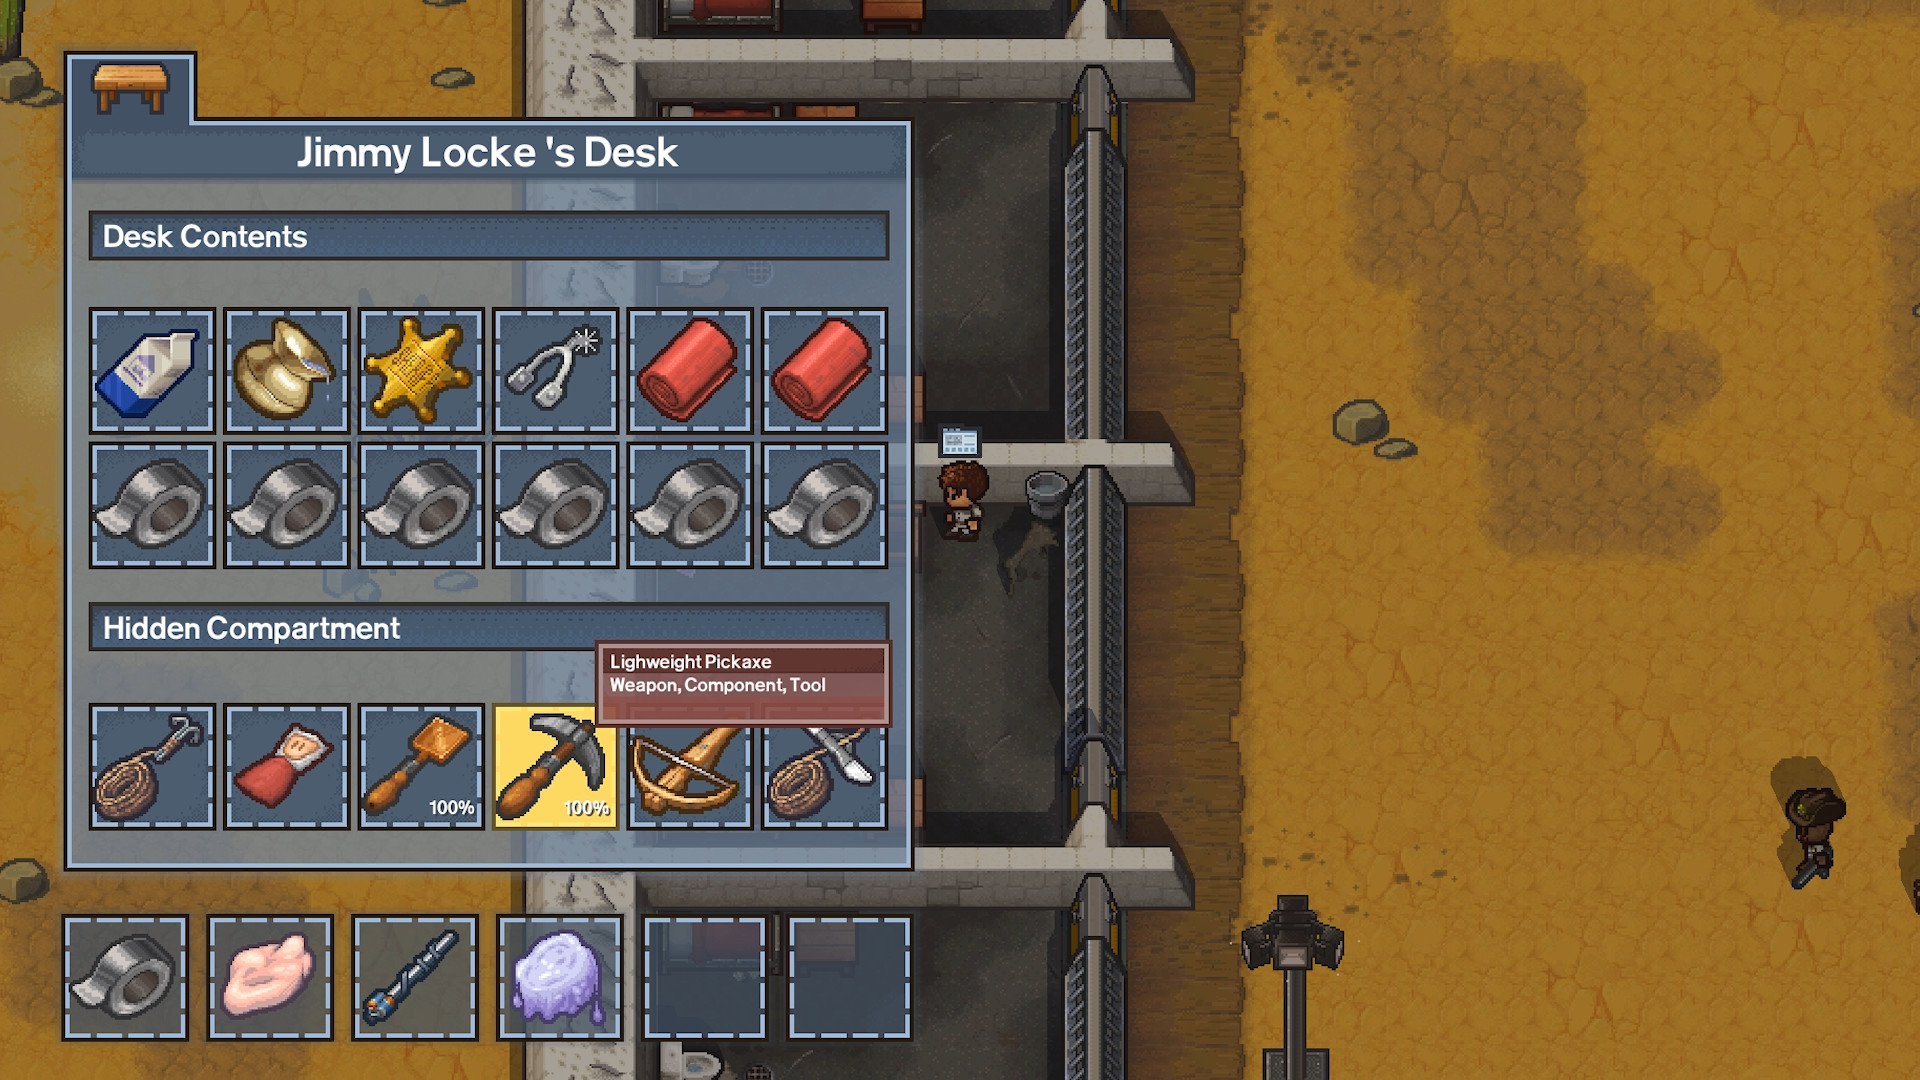 Jimmy Locke 's Desk
Desk Contents
Hidden Compartment
Lighweight Pickaxe
Weapon, Component, Tool
100%
100%